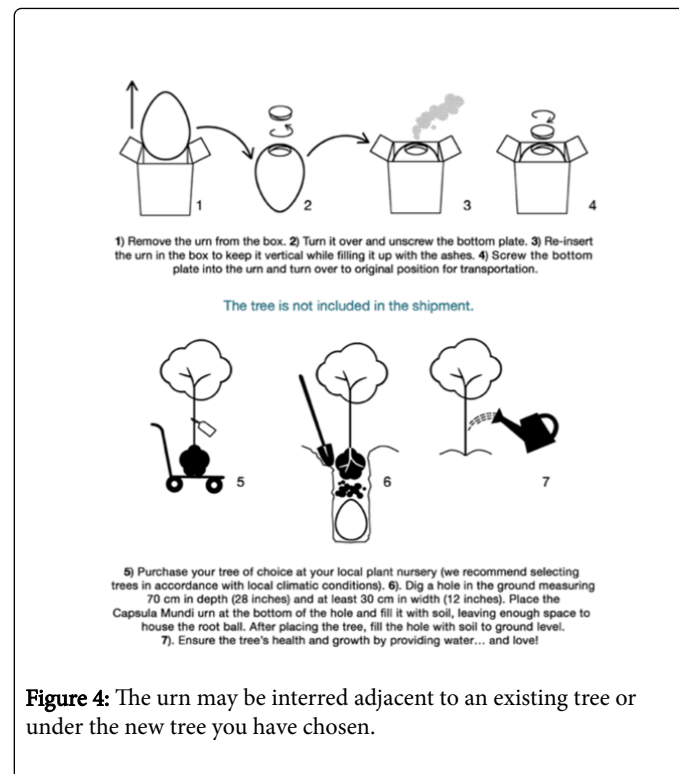 1
2
3
4
1) Remove the urn from the box. 2) Turn it over and unscrew the bottom plate. 3) Re-insert
the urn in the box to keep it vertical while filling it up with the ashes. 4) Screw the bottom
plate into the urn and turn over to original position for transportation.
The tree is not included in the shipment.
5
6
7
5) Purchase your tree of choice at your local plant nursery (we recommend selecting
trees in accordance with local climatic conditions). 6). Dig a hole in the ground measuring
70 cm in depth (28 inches) and at least 30 cm in width (12 inches). Place the
Capsula Mundi urn at the bottom of the hole and fill it with soil, leaving enough space to
house the root ball. After placing the tree, fill the hole with soil to ground level.
7). Ensure the tree's health and growth by providing water... and love!
Figure 4: The urn may be interred adjacent to an existing tree or
under the new tree you have chosen.